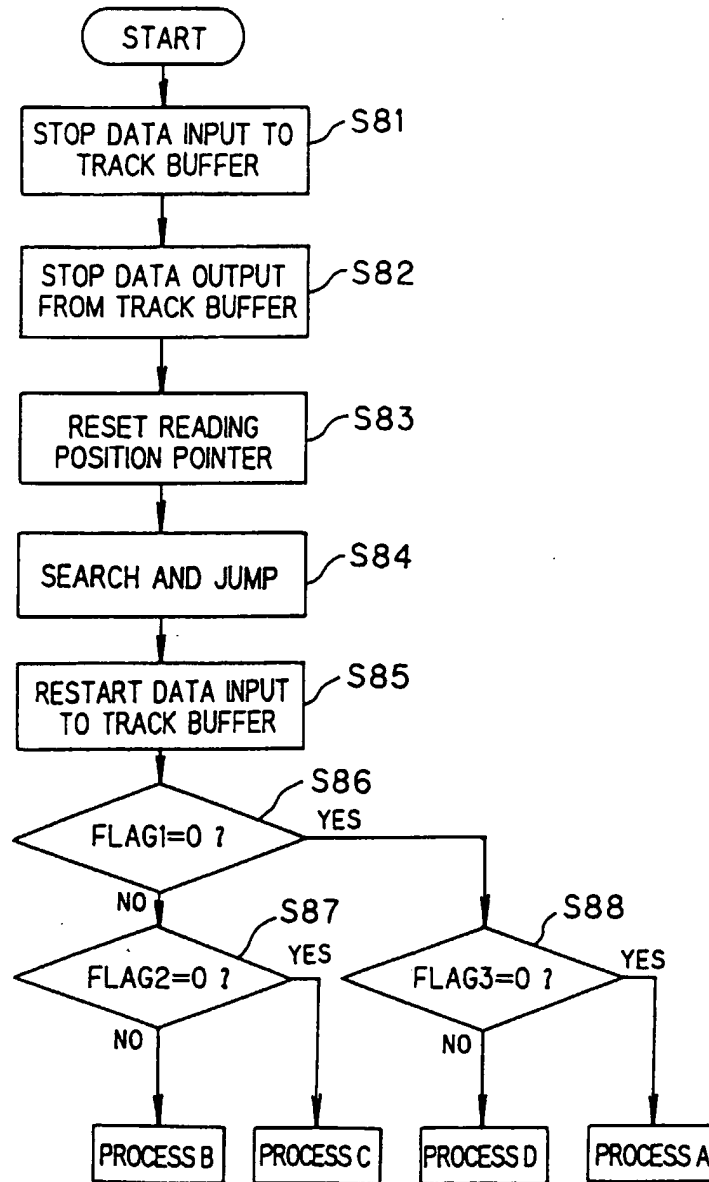 START
STOP DATA INPUT TO
TRACK BUFFER
S81
STOP DATA OUTPUT
FROM TRACK BUFFER
S82
RESET READING
POSITION POINTER
S83
SEARCH AND JUMP
S84
RESTART DATA INPUT
TO TRACK BUFFER
S85
FLAG1=0 ?
S86
YES
NO
FLAG2=0 ?
S87
YES
NO
FLAG3=0 ?
S88
YES
NO
PROCESS B
PROCESS C
PROCESS D
PROCESS A